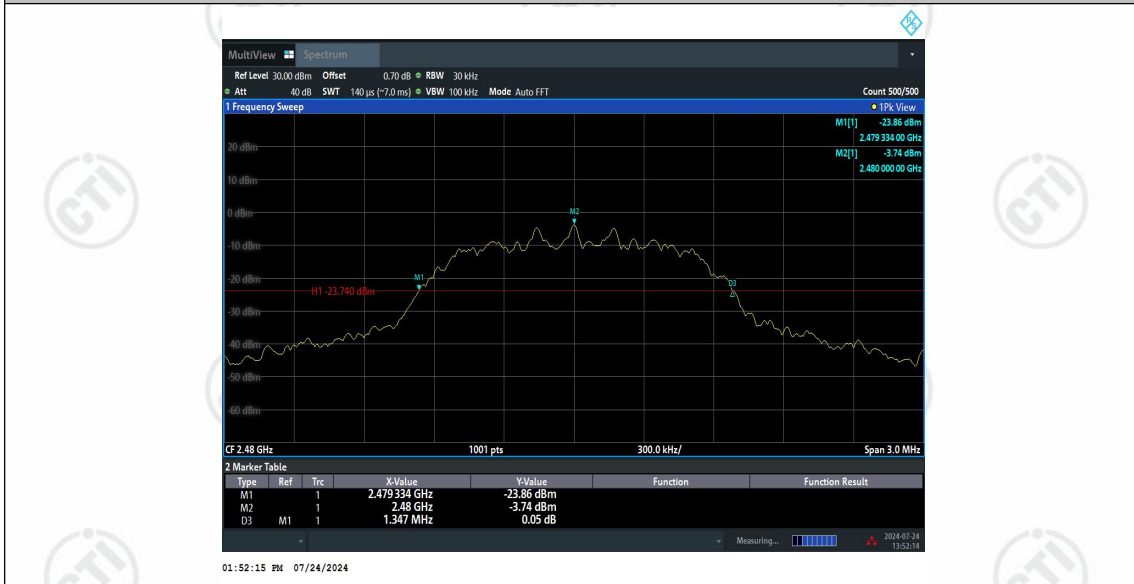 MultiView Spectrum
Ref Level 30.00 dBm Offset 0.70 dB RBW 30 kHz
Att 40 dB SWT 140 µs (~7.0 ms) VBW 100 kHz Mode Auto FFT Count 500/500
1 Frequency Sweep 1Pk View
M1[1] -23.86 dBm
2.479 334 00 GHz
M2[1] -3.74 dBm
2.480 000 00 GHz
20 dBm
10 dBm
0 dBm
M2
-10 dBm
-20 dBm
M1
D3
H1 -23.740 dBm
-30 dBm
-40 dBm
-50 dBm
-60 dBm
CF 2.48 GHz 1001 pts 300.0 kHz/ Span 3.0 MHz
2 Marker Table
Type Ref Trc X-Value Y-Value Function Function Result
M1 1 2.479 334 GHz -23.86 dBm
M2 1 2.48 GHz -3.74 dBm
D3 M1 1 1.347 MHz 0.05 dB
Measuring... 2024-07-24
13:52:14
01:52:15 PM 07/24/2024
CTI
CTI
CTI
CTI